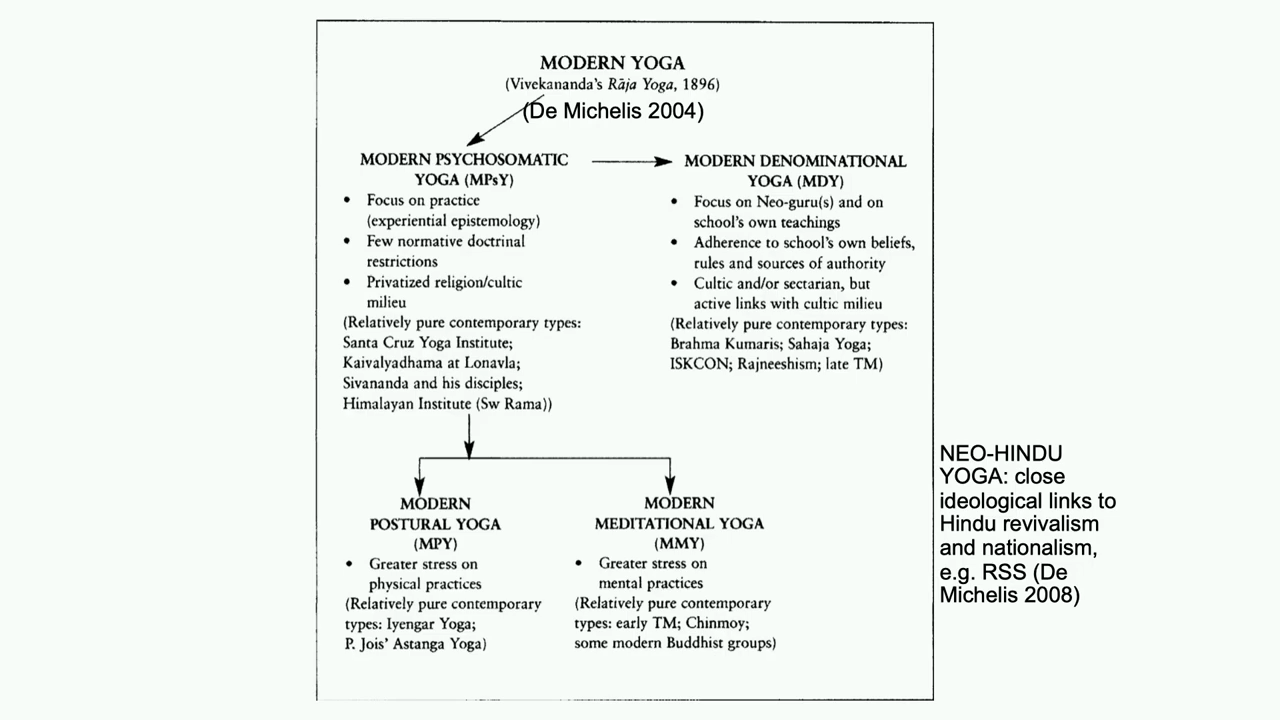 MODERN YOGA
(Vivekananda's Rāja Yoga, 1896)
(De Michelis 2004)
MODERN PSYCHOSOMATIC
YOGA (MPsY)
• Focus on practice
(experiential epistemology)
• Few normative doctrinal
restrictions
• Privatized religion/cultic
milieu
(Relatively pure contemporary types:
Santa Cruz Yoga Institute;
Kaivalyadhama at Lonavla;
Sivananda and his disciples;
Himalayan Institute (Sw Rama))
MODERN DENOMINATIONAL
YOGA (MDY)
• Focus on Neo-guru(s) and on
school's own teachings
• Adherence to school's own beliefs,
rules and sources of authority
• Cultic and/or sectarian, but
active links with cultic milieu
(Relatively pure contemporary types:
Brahma Kumaris; Sahaja Yoga;
ISKCON; Rajneeshism; late TM)
MODERN
POSTURAL YOGA
(MPY)
• Greater stress on
physical practices
(Relatively pure contemporary
types: Iyengar Yoga;
P. Jois' Astanga Yoga)
MODERN
MEDITATIONAL YOGA
(MMY)
• Greater stress on
mental practices
(Relatively pure contemporary
types: early TM; Chinmoy;
some modern Buddhist groups)
NEO-HINDU
YOGA: close
ideological links to
Hindu revivalism
and nationalism,
e.g. RSS (De
Michelis 2008)